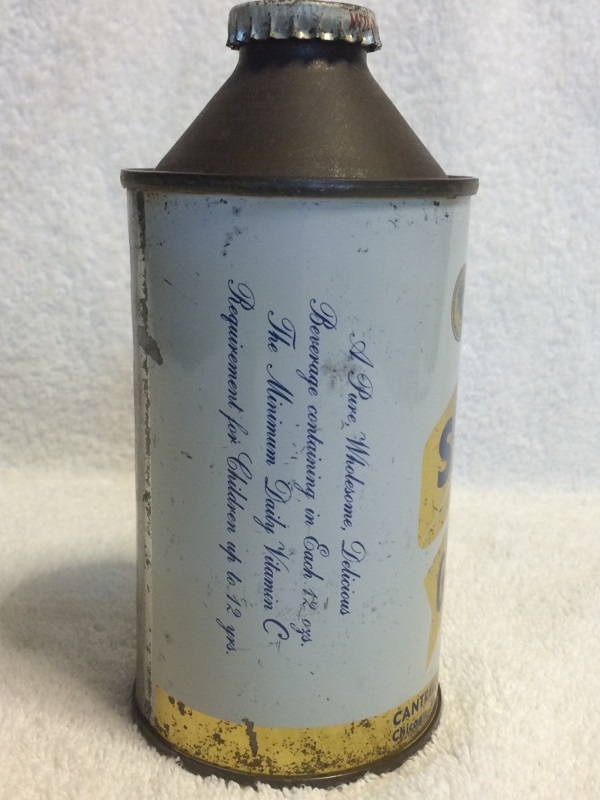 A Pure, Wholesome, Delicious
Beverage containing in Each 12 ozs.
The Minimum Daily Vitamin C
Requirement for Children up to 12 yrs.
S
CANTR
Chica